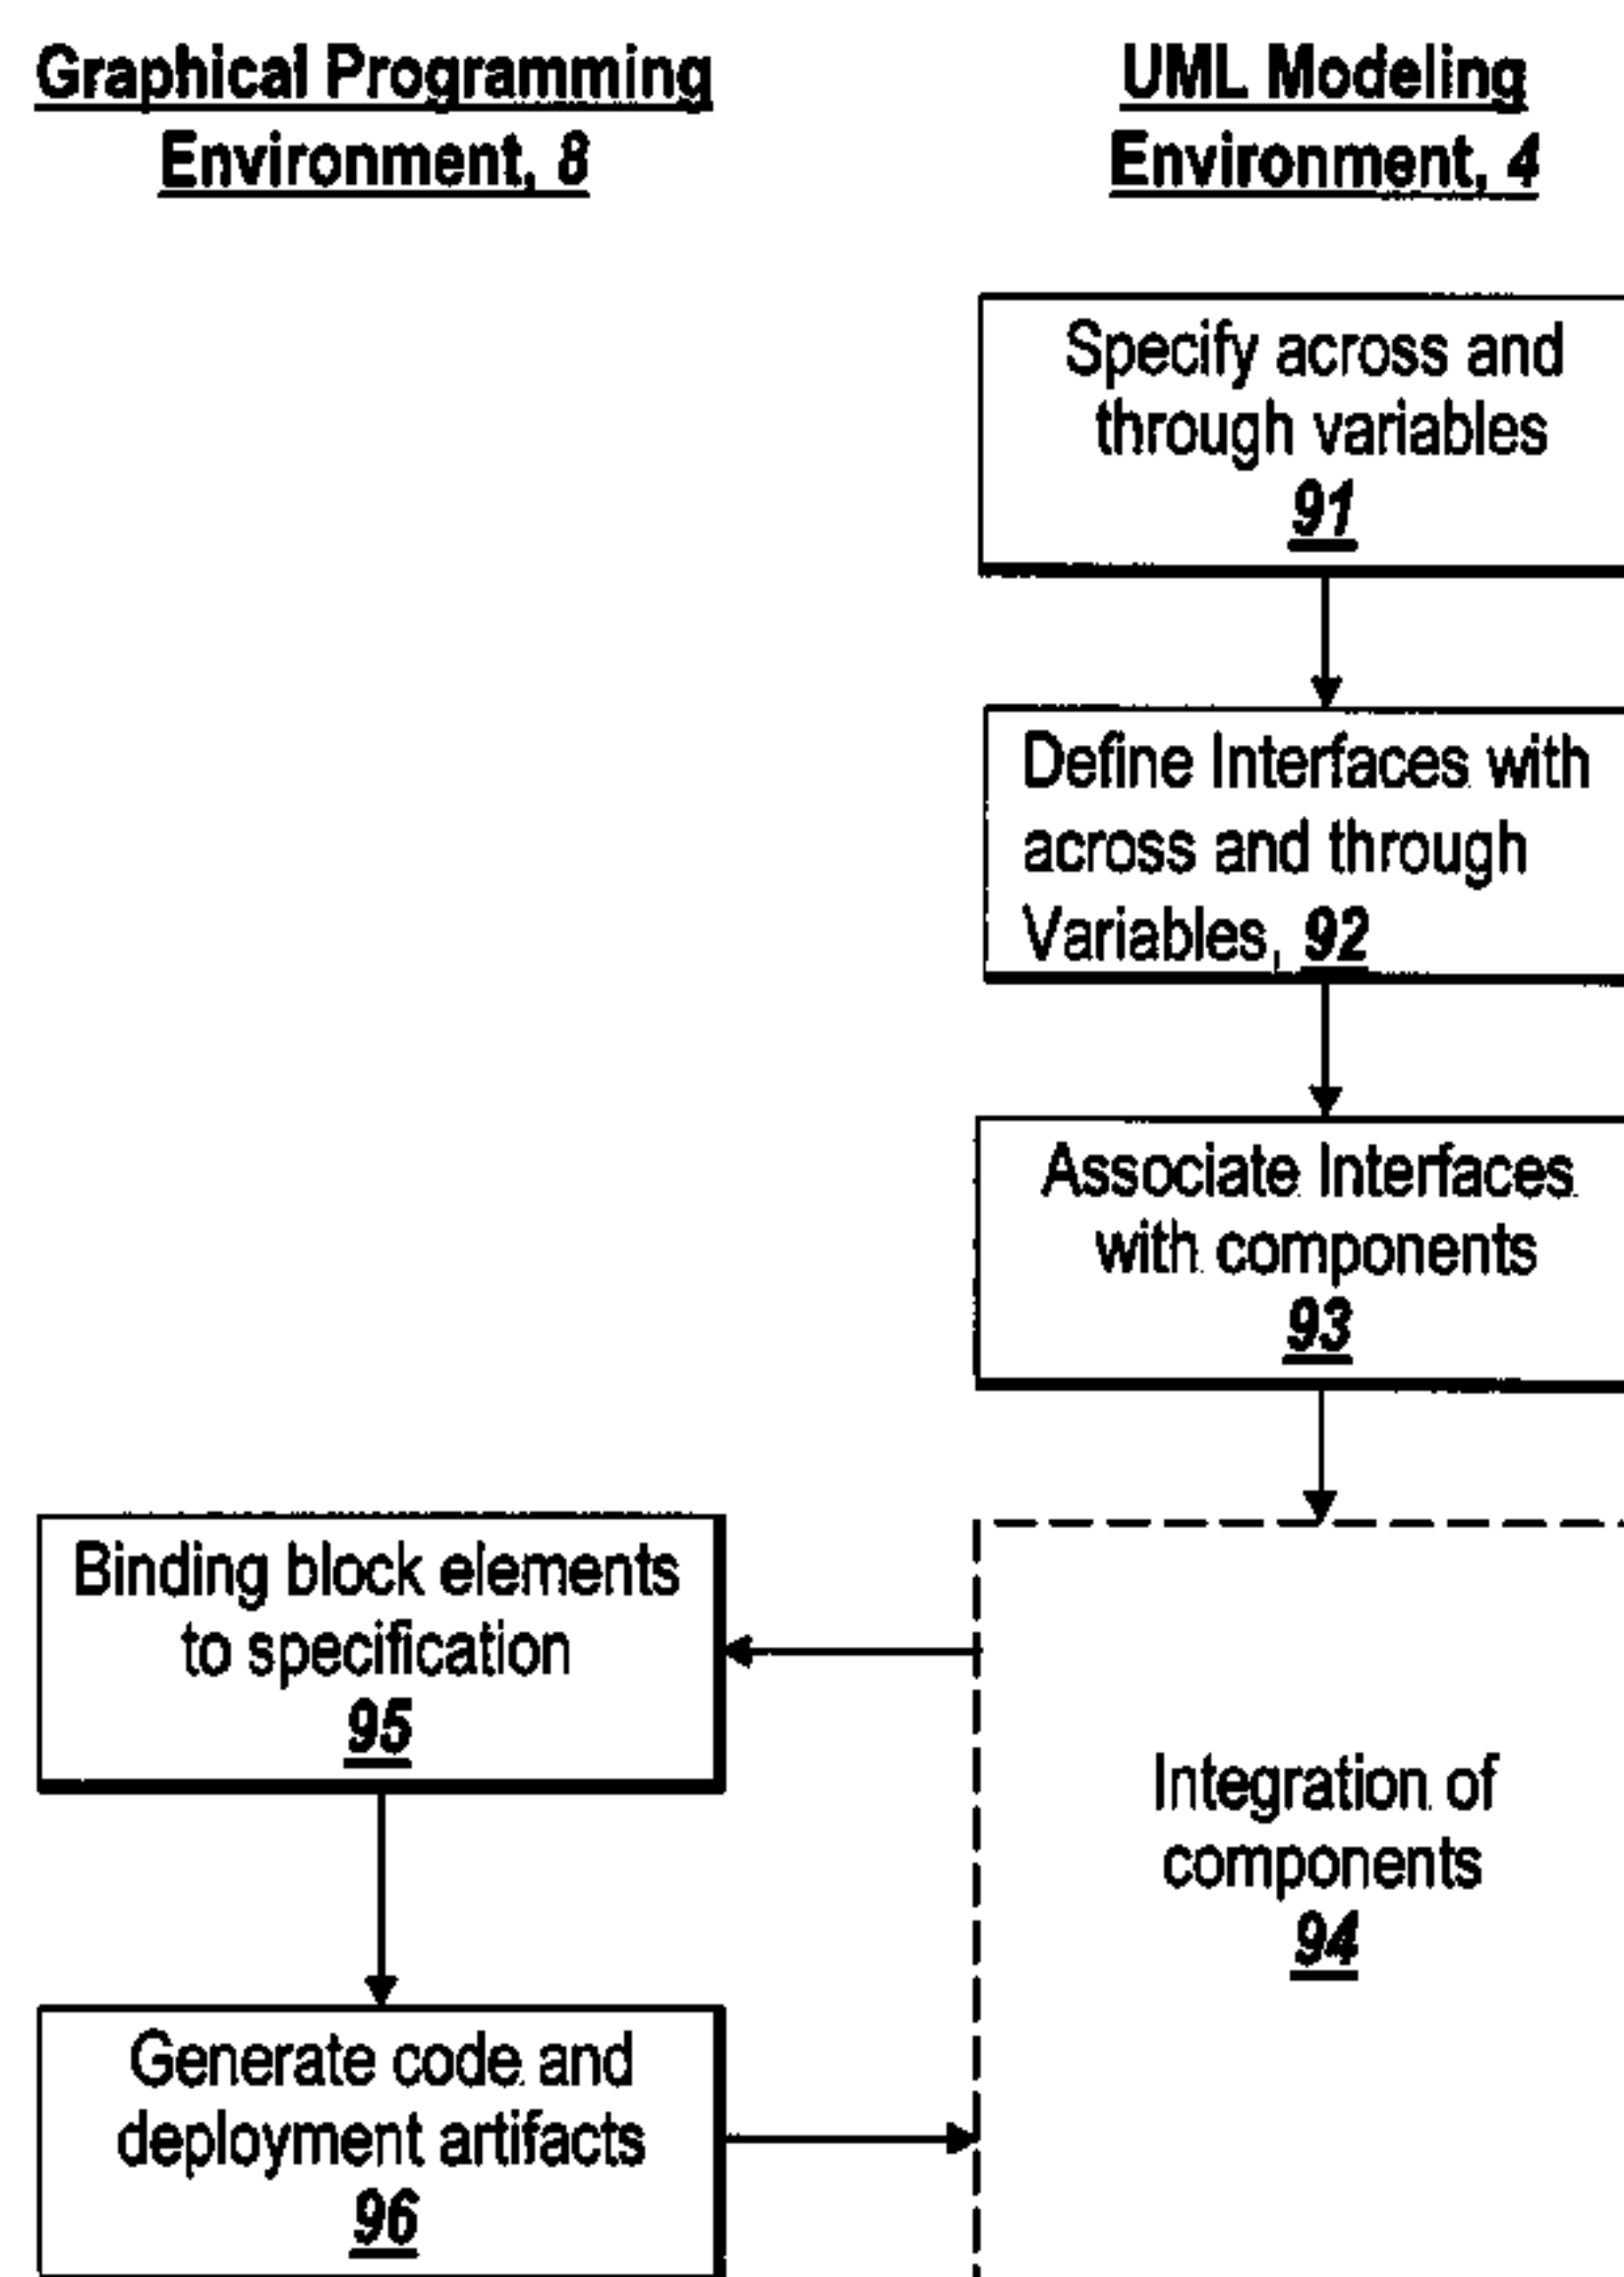 Graphical Programming
Environment, 8
UML Modeling
Environment, 4
Specify across and
through variables
91
Define Interfaces with
across and through
Variables, 92
Associate Interfaces
with components
93
Binding block elements
to specification
95
Integration of
components
94
Generate code and
deployment artifacts
96